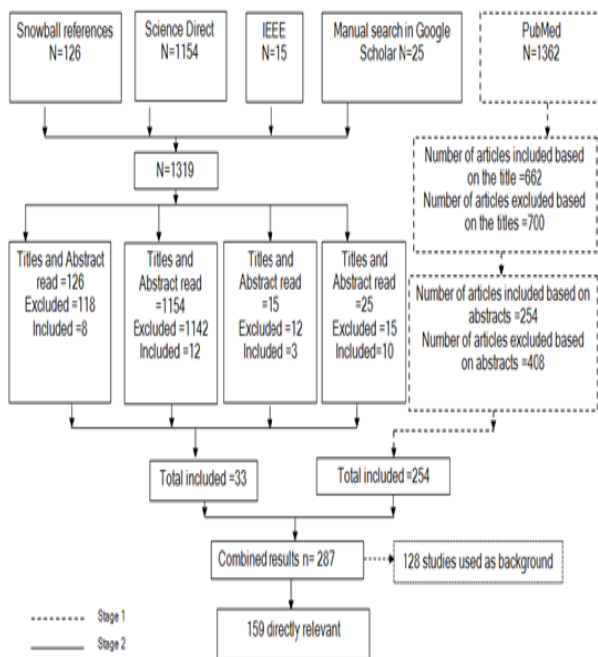 Snowball references
N=126
Science Direct
N=1154
IEEE
N=15
Manual search in Google
Scholar N=25
PubMed
N=1362
N=1319
Number of articles included based
on the title =662
Number of articles excluded based
on the titles =700
Titles and Abstract
read =126
Excluded =118
Included =8
Titles and
Abstract read
=1154
Excluded =1142
Included =12
Titles and
Abstract read
=15
Excluded =12
Included =3
Titles and
Abstract read
=25
Excluded =15
Included=10
Number of articles included based on
abstracts =254
Number of articles excluded based
on abstracts =408
Total included =33
Total included =254
Combined results n= 287
128 studies used as background
159 directly relevant
Stage 1
Stage 2